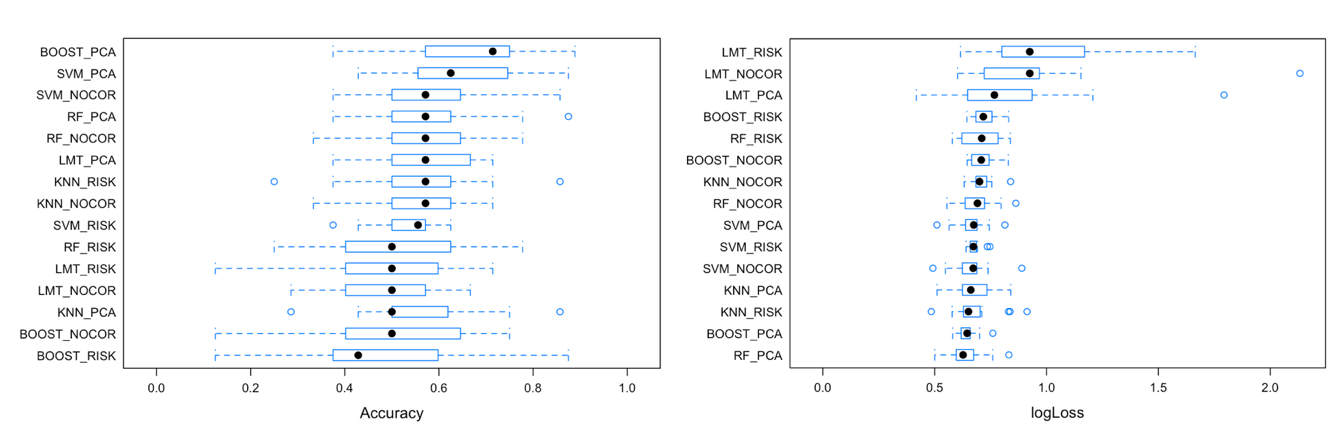 BOOST_PCA
SVM_PCA
SVM_NOCOR
RF_PCA
RF_NOCOR
LMT_PCA
KNN_RISK
KNN_NOCOR
SVM_RISK
RF_RISK
LMT_RISK
LMT_NOCOR
KNN_PCA
BOOST_NOCOR
BOOST_RISK
0.0 0.2 0.4 0.6 0.8 1.0
Accuracy
LMT_RISK
LMT_NOCOR
LMT_PCA
BOOST_RISK
RF_RISK
BOOST_NOCOR
KNN_NOCOR
RF_NOCOR
SVM_PCA
SVM_RISK
SVM_NOCOR
KNN_PCA
KNN_RISK
BOOST_PCA
RF_PCA
0.0 0.5 1.0 1.5 2.0
logLoss